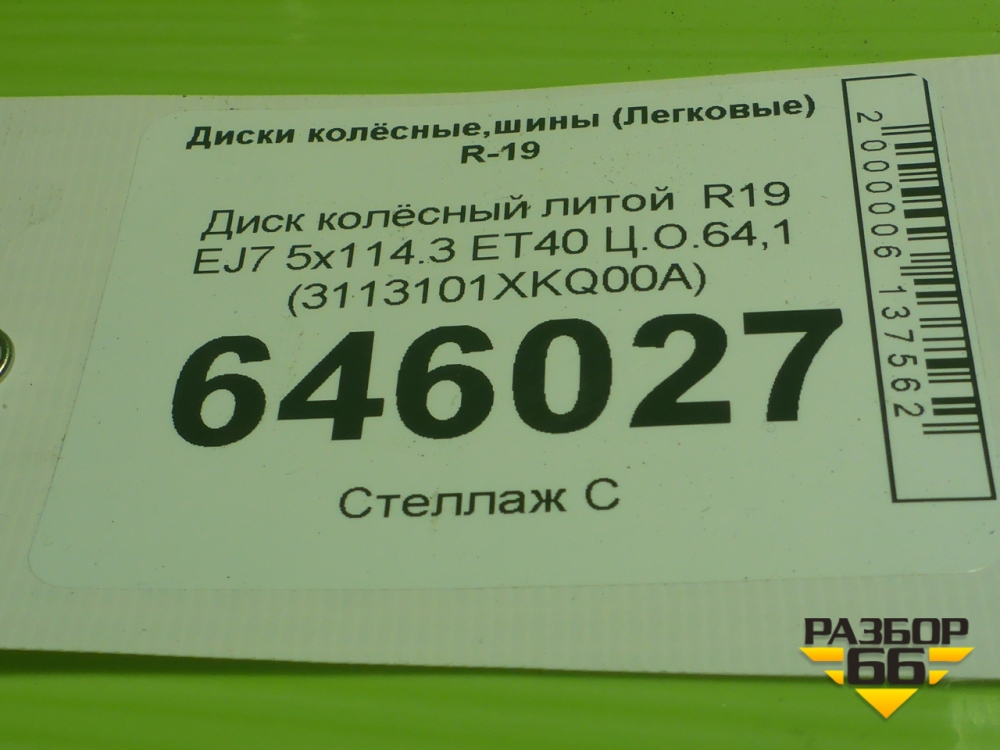 Диски колёсные,шины (Легковые)
R-19
Диск колёсный литой R19
EJ7 5x114.3 ET40 Ц.О.64,1
(3113101XKQ00A)
646027
Стеллаж С
2000006137562
РАЗБОР
66